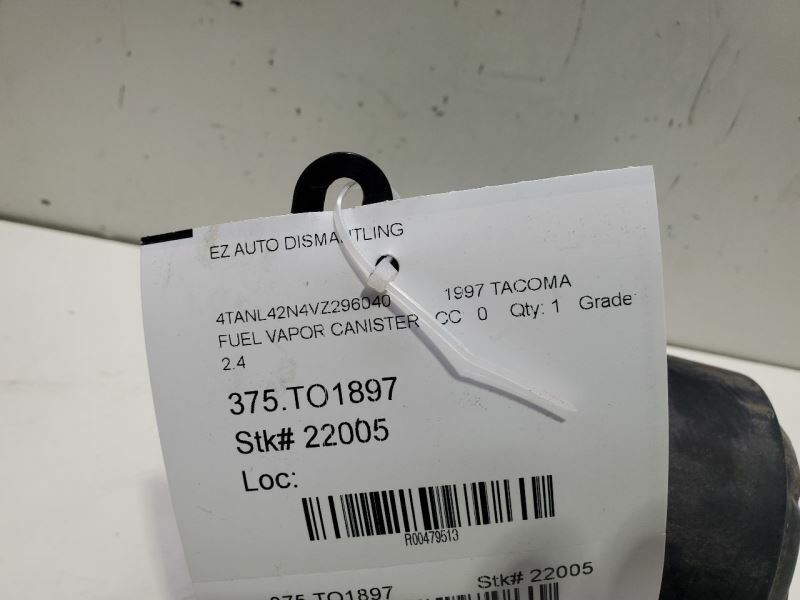 EZ AUTO DISMANTLING
4TANL42N4VZ296040 1997 TACOMA
FUEL VAPOR CANISTER CC 0 Qty: 1 Grade:
2.4
375.TO1897
Stk# 22005
Loc:
R00479513
375.TO1897 Stk# 22005